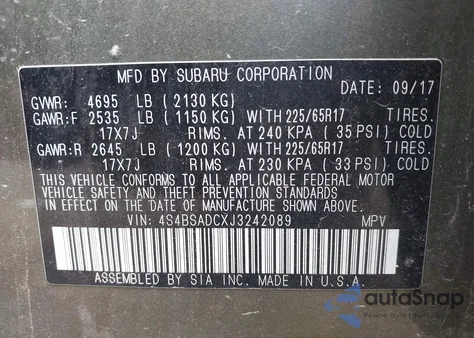 MFD BY SUBARU CORPORATION
DATE: 09/17
GVWR: 4695 LB (2130 KG)
GAWR:F 2535 LB (1150 KG) WITH 225/65R17 TIRES.
17X7J RIMS. AT 240 KPA (35 PSI) COLD
GAWR:R 2645 LB (1200 KG) WITH 225/65R17 TIRES.
17X7J RIMS. AT 230 KPA (33 PSI) COLD
THIS VEHICLE CONFORMS TO ALL APPLICABLE FEDERAL MOTOR
VEHICLE SAFETY AND THEFT PREVENTION STANDARDS
IN EFFECT ON THE DATE OF MANUFACTURE SHOWN ABOVE.
VIN: 4S4BSADCXJ3242089 MPV
ASSEMBLED BY SIA INC. MADE IN U.S.A.
autoSnap
www.autosnap.com